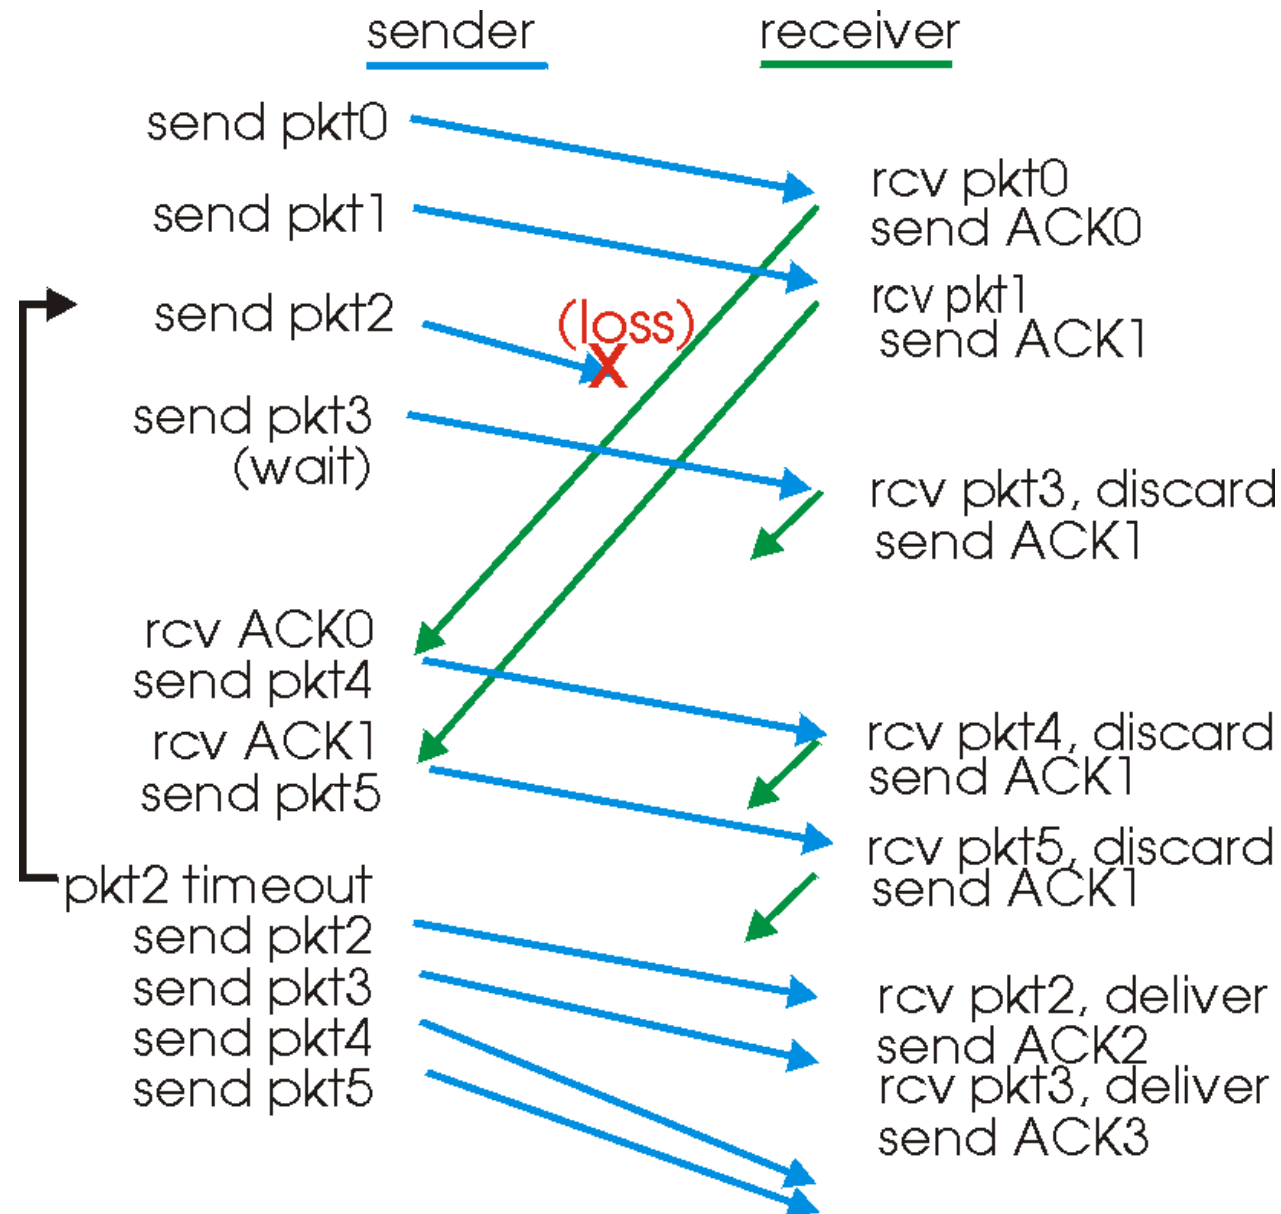 sender
receiver
send pkt0
send pkt1
send pkt2
send pkt3
(wait)
rcv ACK0
send pkt4
rcv ACK1
send pkt5
pkt2 timeout
send pkt2
send pkt3
send pkt4
send pkt5
(loss)
X
rcv pkt0
send ACK0
rcv pkt1
send ACK1
rcv pkt3, discard
send ACK1
rcv pkt4, discard
send ACK1
rcv pkt5, discard
send ACK1
rcv pkt2, deliver
send ACK2
rcv pkt3, deliver
send ACK3